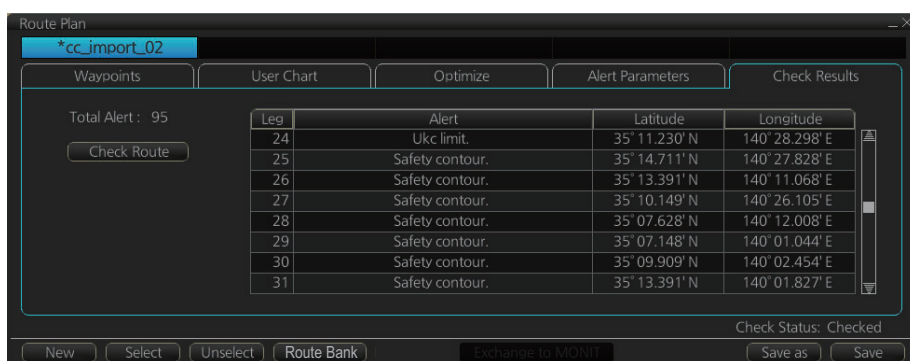 Route Plan
*cc_import_02
Waypoints User Chart Optimize Alert Parameters Check Results
Total Alert : 95
Check Route
Leg Alert Latitude Longitude
24 Ukc limit. 35°11.230' N 140°28.298' E
25 Safety contour. 35°14.711' N 140°27.828' E
26 Safety contour. 35°13.391' N 140°11.068' E
27 Safety contour. 35°10.149' N 140°26.105' E
28 Safety contour. 35°07.628' N 140°12.008' E
29 Safety contour. 35°07.148' N 140°01.044' E
30 Safety contour. 35°09.909' N 140°02.454' E
31 Safety contour. 35°13.391' N 140°01.827' E
Check Status: Checked
New Select Unselect Route Bank Exchange to MONIT Save as Save